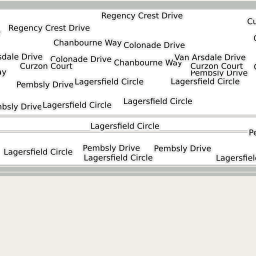 Regency Crest Drive
Cu
Regency Crest Drive
Chanbourne Way
Colonade Drive
sdale Drive
Colonade Drive
Van Arsdale Drive
Curzon Court
Chanbourne Way
Curzon Court
ay
Pembsly Drive
Pembsly Drive
Lagersfield Circle
Lagersfield Circle
mbsly Drive
Lagersfield Circle
Lagersfield Circle
Lagersfield Circle
Pe
Lagersfield Circle
Pembsly Drive
Pembsly Drive
Lagersfield Circle
Lagersfiel